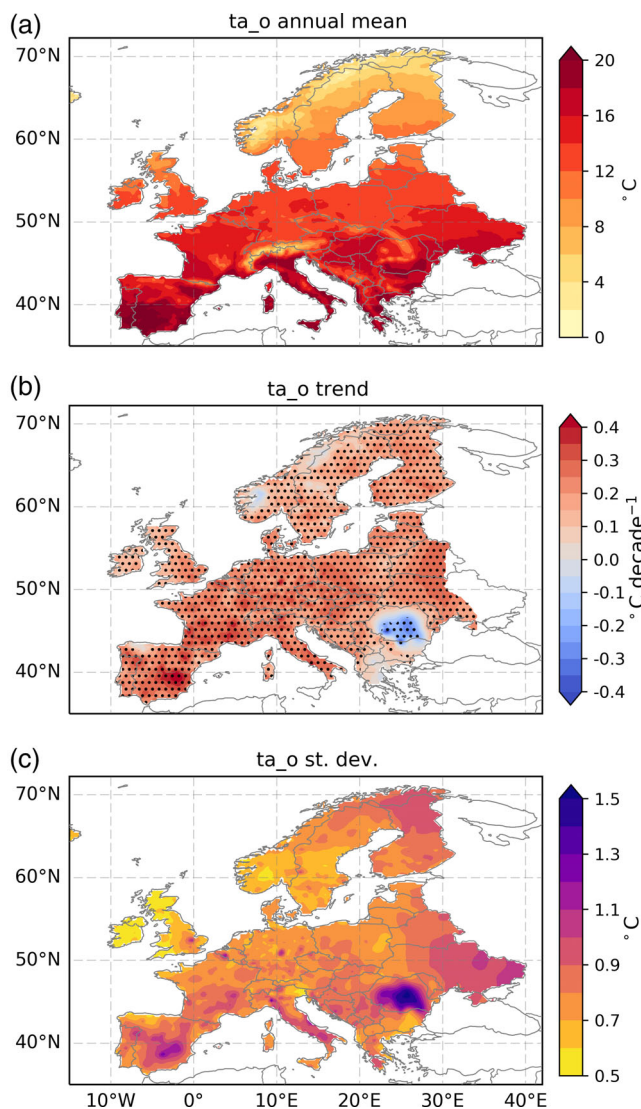 (a)
ta_o annual mean
70°N
60°N
50°N
40°N
20
16
12
8
4
0
°C
(b)
ta_o trend
70°N
60°N
50°N
40°N
0.4
0.3
0.2
0.1
0.0
-0.1
-0.2
-0.3
-0.4
°C decade⁻¹
(c)
ta_o st. dev.
70°N
60°N
50°N
40°N
1.5
1.3
1.1
0.9
0.7
0.5
°C
10°W 0° 10°E 20°E 30°E 40°E